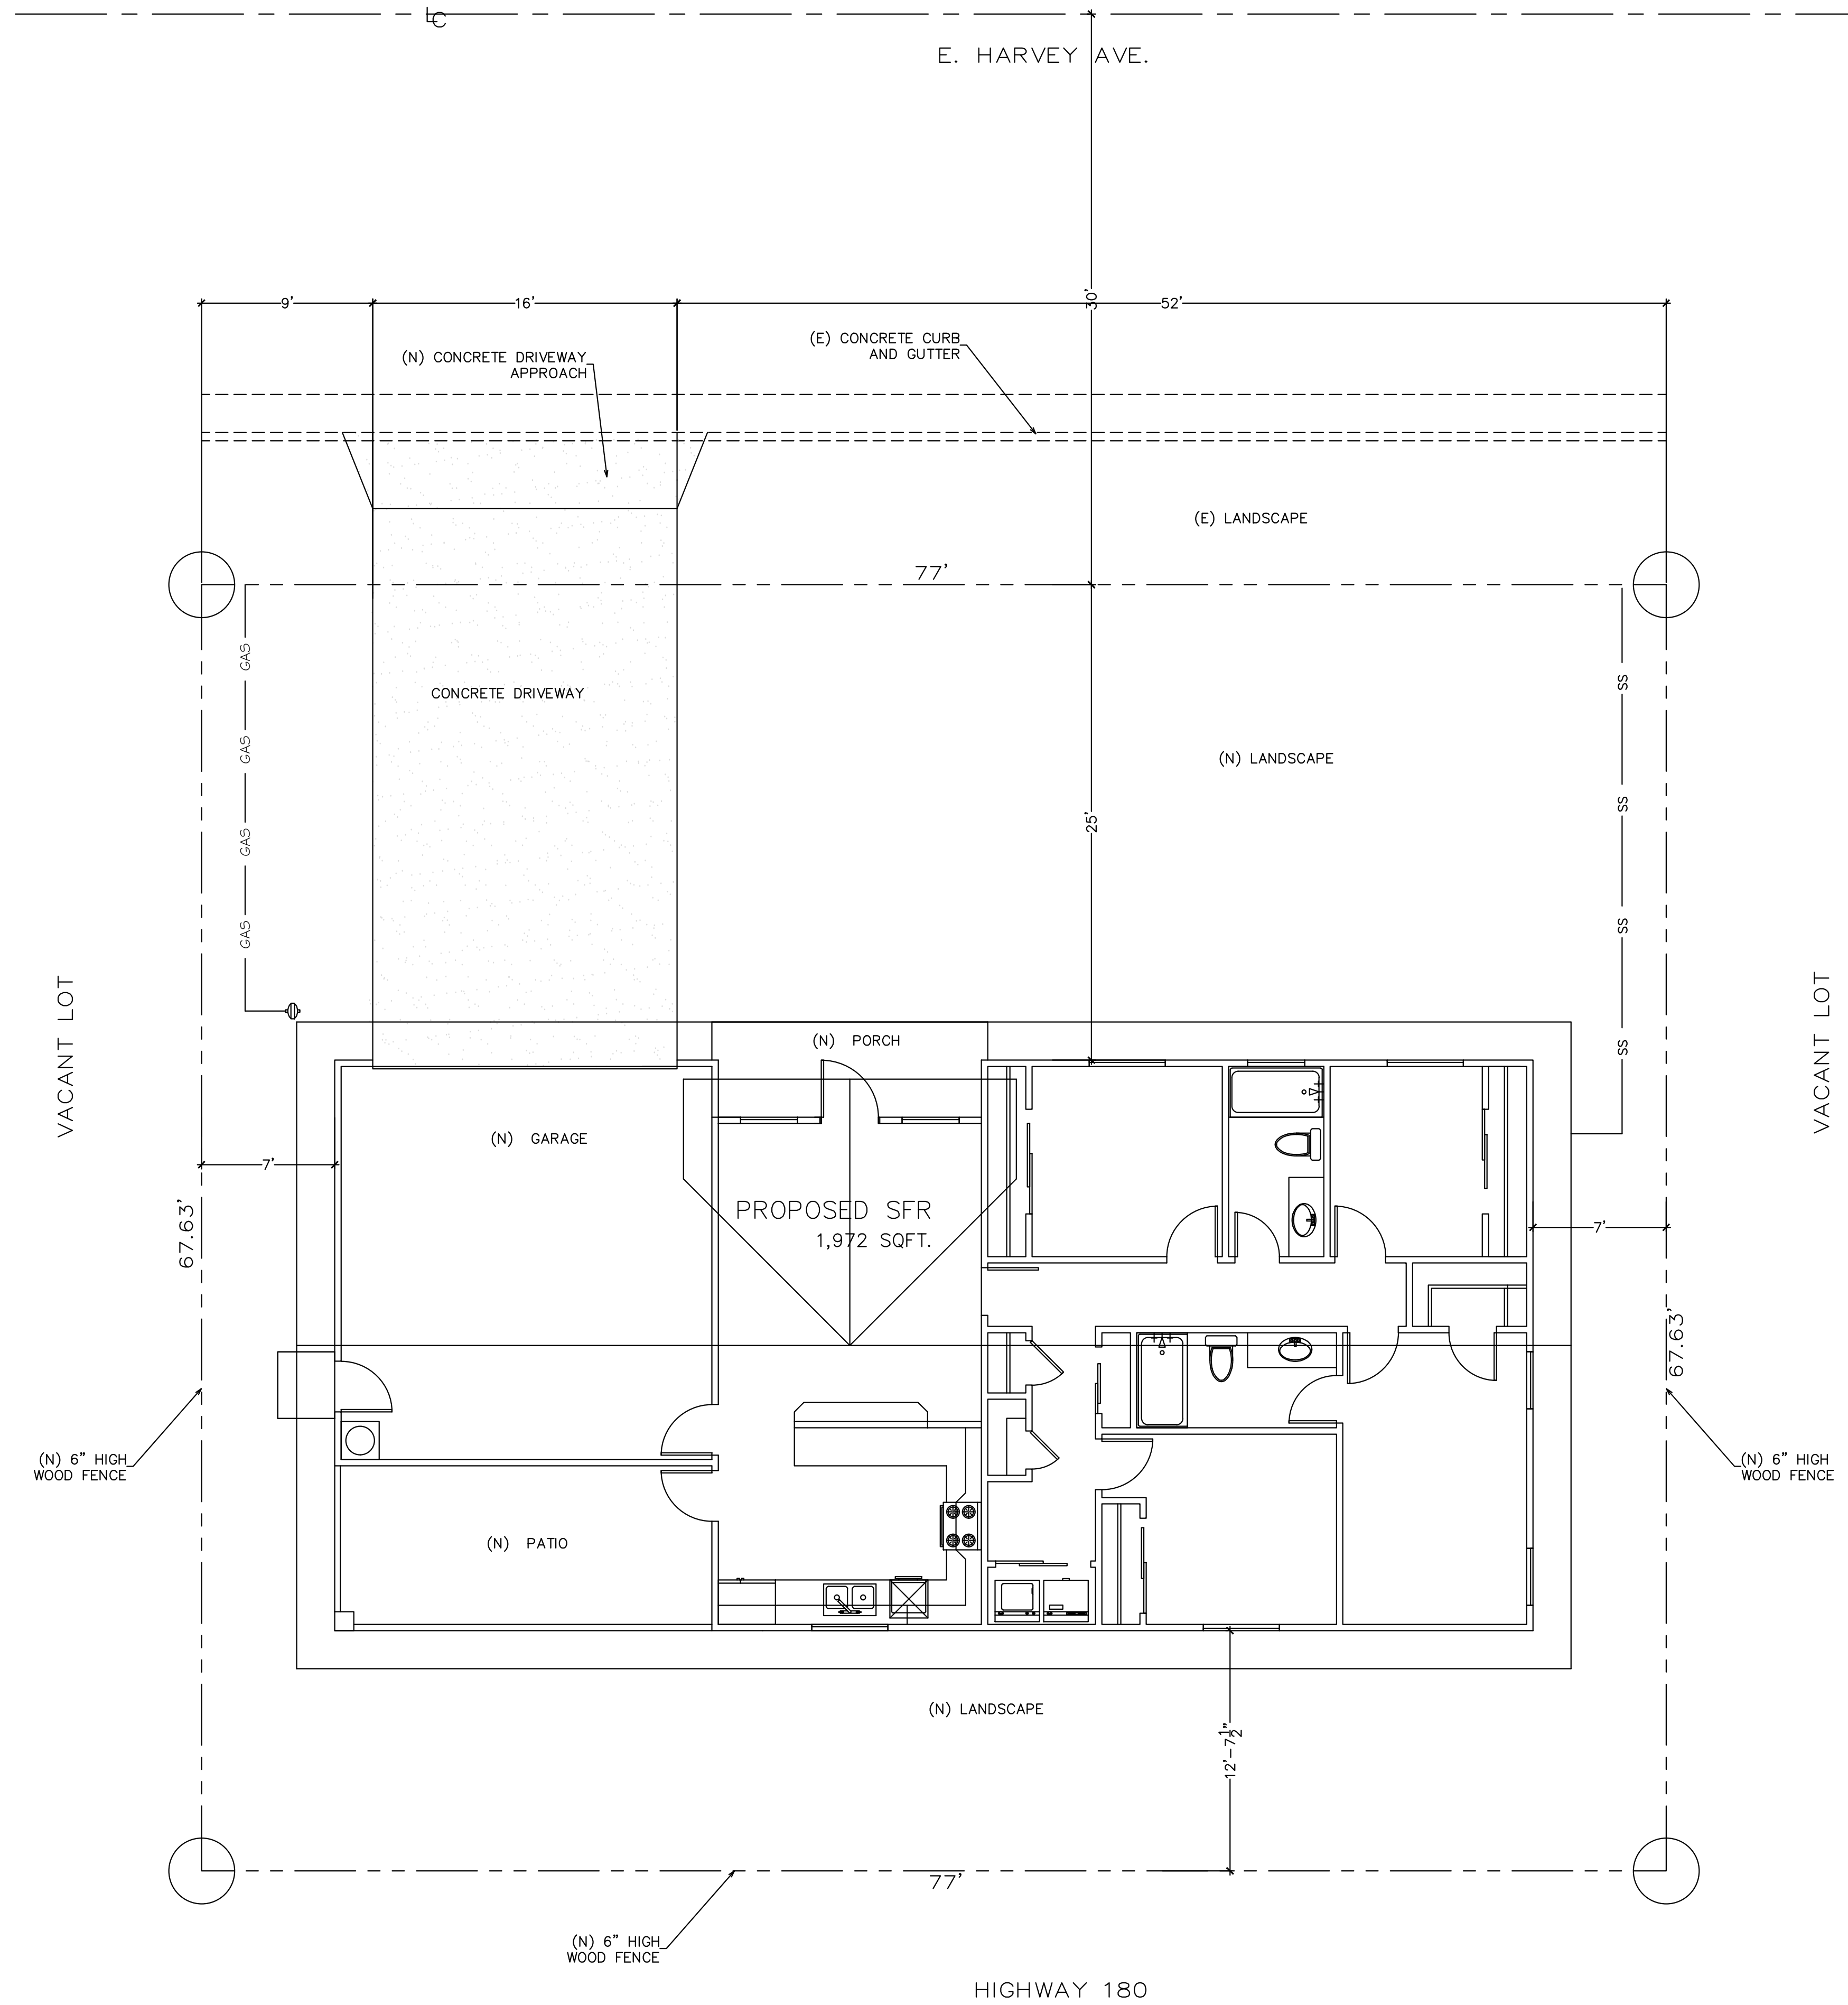 CL
E. HARVEY AVE.
9'
16'
30'
52'
(N) CONCRETE DRIVEWAY
APPROACH
(E) CONCRETE CURB
AND GUTTER
(E) LANDSCAPE
77'
GAS
GAS
GAS
GAS
CONCRETE DRIVEWAY
(N) LANDSCAPE
25'
SS
SS
SS
SS
VACANT LOT
VACANT LOT
(N) PORCH
(N) GARAGE
7'
67.63'
PROPOSED SFR
1,972 SQFT.
7'
67.63'
(N) 6" HIGH
WOOD FENCE
(N) 6" HIGH
WOOD FENCE
(N) PATIO
(N) LANDSCAPE
12'-7 1/2"
77'
(N) 6" HIGH
WOOD FENCE
HIGHWAY 180